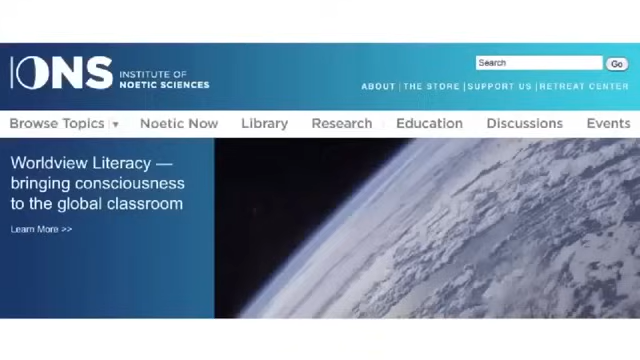 IONS INSTITUTE OF
NOETIC SCIENCES
Search Go
ABOUT | THE STORE | SUPPORT US | RETREAT CENTER
Browse Topics ▼ Noetic Now Library Research Education Discussions Events
Worldview Literacy —
bringing consciousness
to the global classroom
Learn More >>